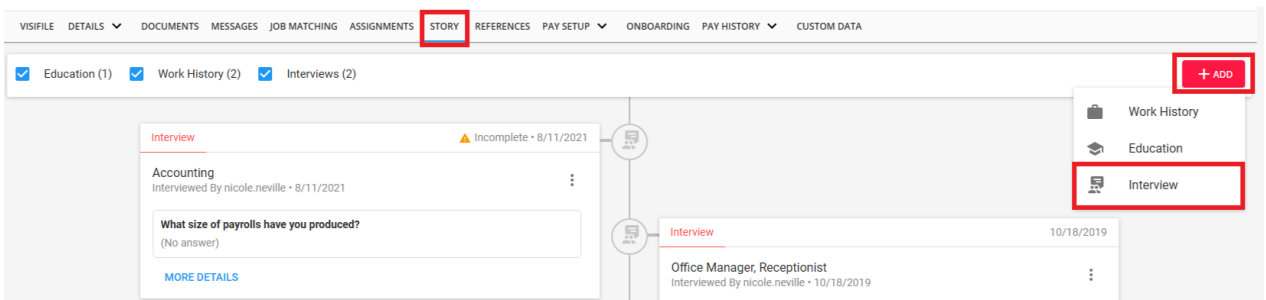 VISIFILE DETAILS DOCUMENTS MESSAGES JOB MATCHING ASSIGNMENTS STORY REFERENCES PAY SETUP ONBOARDING PAY HISTORY CUSTOM DATA
Education (1) Work History (2) Interviews (2)
+ ADD
Work History
Education
Interview
Interview Incomplete • 8/11/2021
Accounting
Interviewed By nicole.neville • 8/11/2021
What size of payrolls have you produced?
(No answer)
MORE DETAILS
Interview 10/18/2019
Office Manager, Receptionist
Interviewed By nicole.neville • 10/18/2019